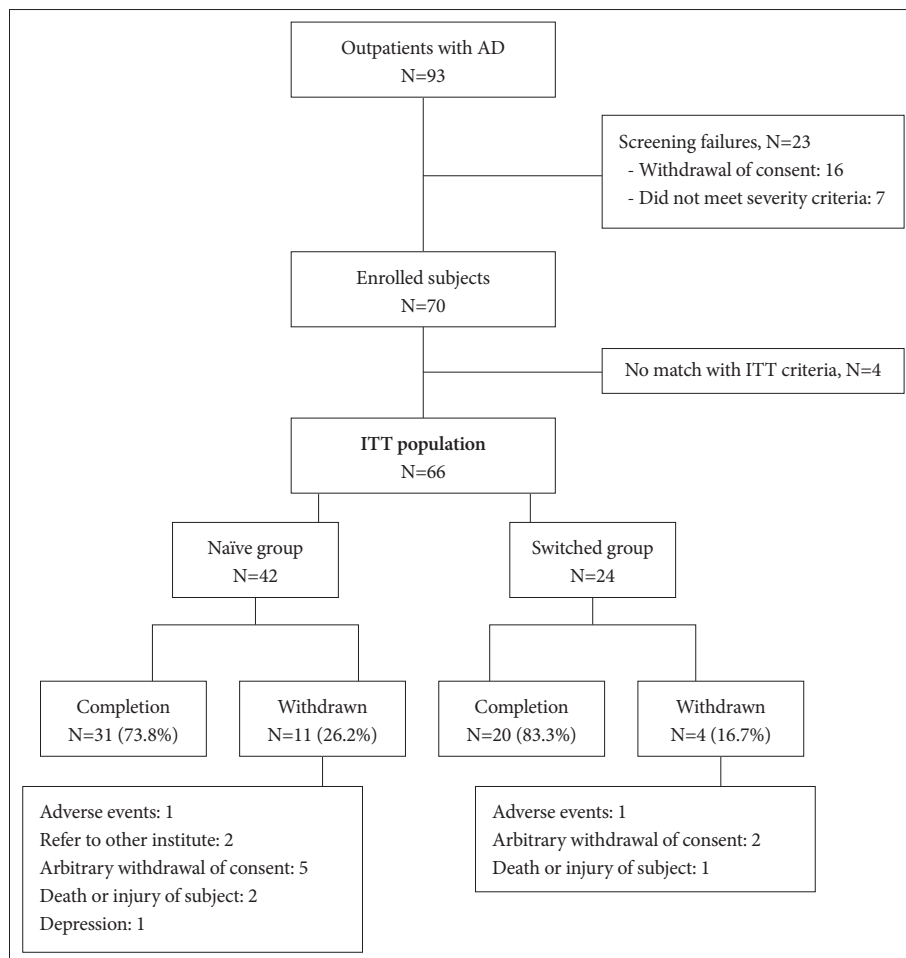 Outpatients with AD
N=93
Screening failures, N=23
- Withdrawal of consent: 16
- Did not meet severity criteria: 7
Enrolled subjects
N=70
No match with ITT criteria, N=4
ITT population
N=66
Naïve group
N=42
Switched group
N=24
Completion
N=31 (73.8%)
Withdrawn
N=11 (26.2%)
Completion
N=20 (83.3%)
Withdrawn
N=4 (16.7%)
Adverse events: 1
Refer to other institute: 2
Arbitrary withdrawal of consent: 5
Death or injury of subject: 2
Depression: 1
Adverse events: 1
Arbitrary withdrawal of consent: 2
Death or injury of subject: 1